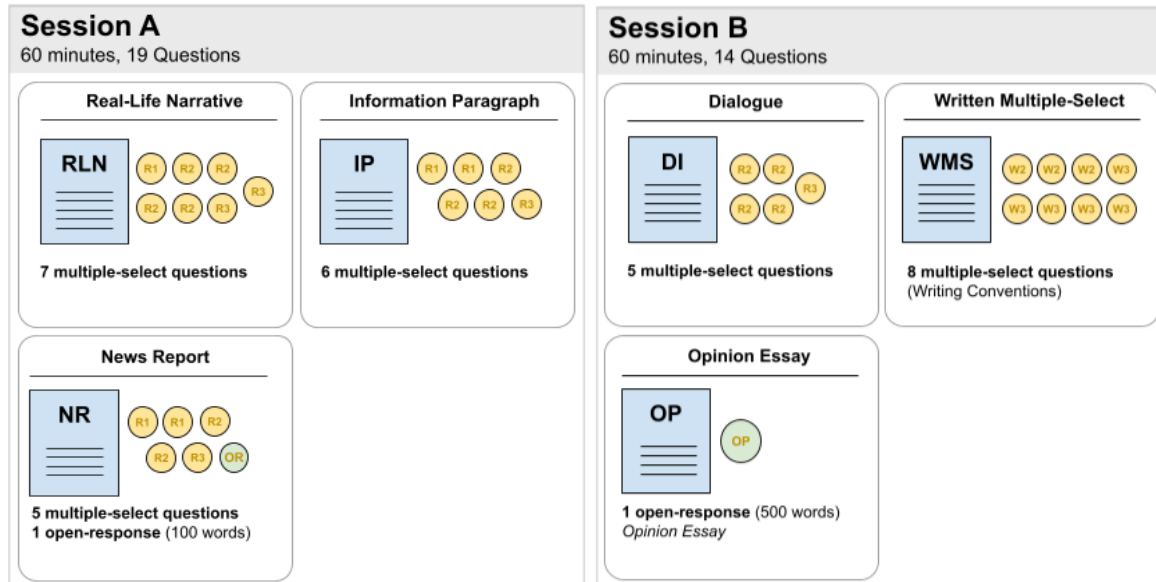 Session A
60 minutes, 19 Questions
Real-Life Narrative
RLN
R1 R2 R2
R3
R2 R2 R3
7 multiple-select questions
Information Paragraph
IP
R1 R1 R2
R2 R2 R3
6 multiple-select questions
News Report
NR
R1 R1 R2
R2 R3 OR
5 multiple-select questions
1 open-response (100 words)
Session B
60 minutes, 14 Questions
Dialogue
DI
R2 R2
R3
R2 R2
5 multiple-select questions
Written Multiple-Select
WMS
W2 W2 W2 W3
W3 W3 W3 W3
8 multiple-select questions
(Writing Conventions)
Opinion Essay
OP
OP
1 open-response (500 words)
Opinion Essay